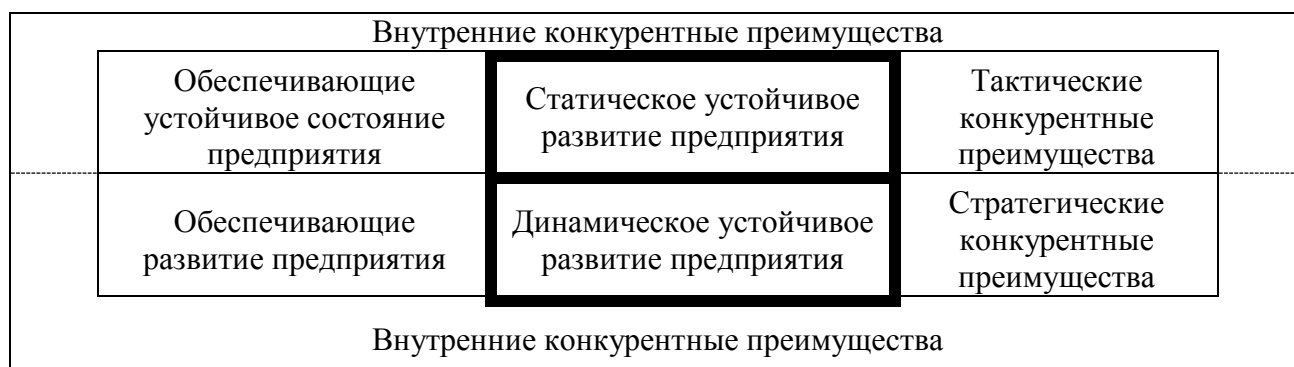 Внутренние конкурентные преимущества
Обеспечивающие
устойчивое состояние
предприятия
Статическое устойчивое
развитие предприятия
Тактические
конкурентные
преимущества
Обеспечивающие
развитие предприятия
Динамическое устойчивое
развитие предприятия
Стратегические
конкурентные
преимущества
Внутренние конкурентные преимущества